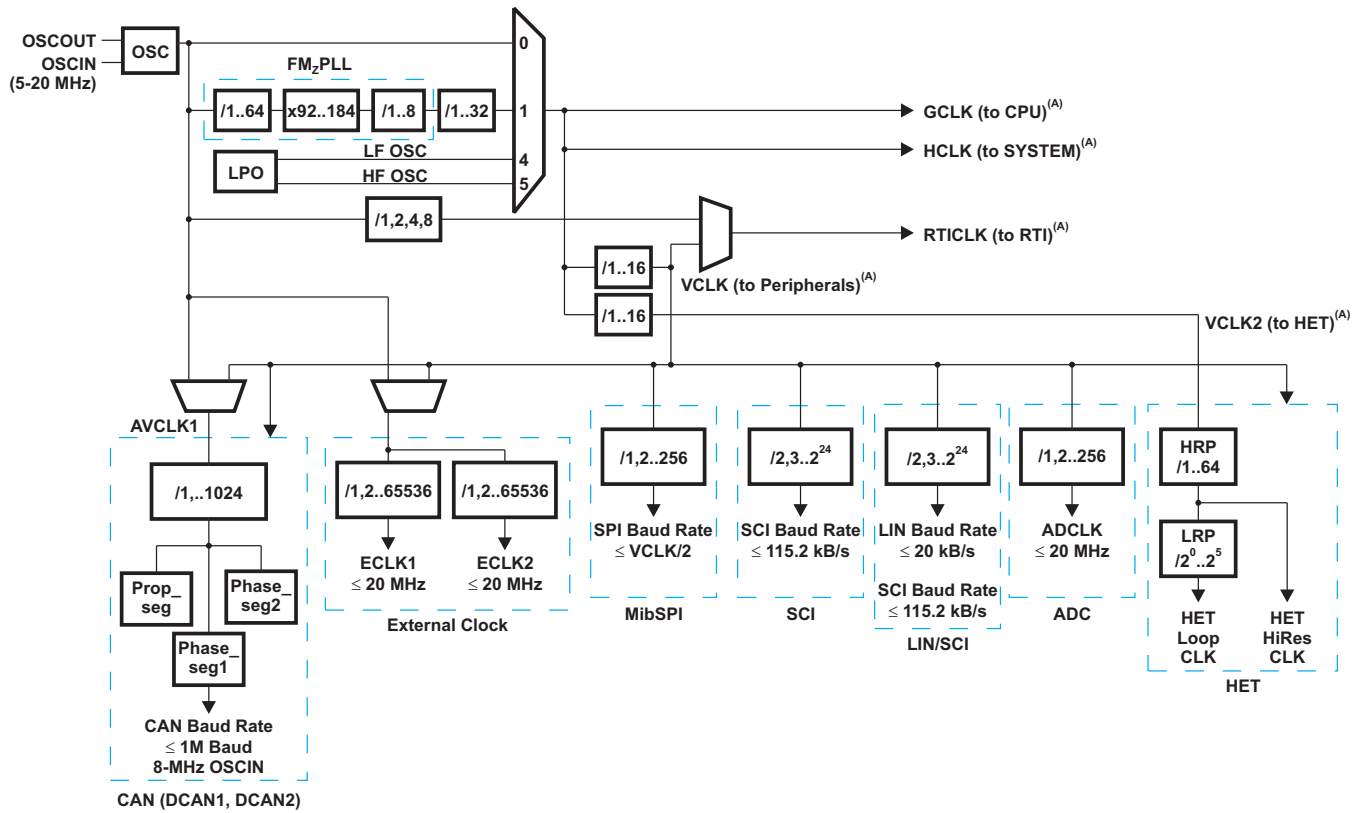 OSCOUT
OSCIN
(5-20 MHz)
OSC
FMzPLL
/1..64
x92..184
/1..8
/1..32
LPO
LF OSC
HF OSC
0
1
4
5
GCLK (to CPU)(A)
HCLK (to SYSTEM)(A)
/1,2,4,8
RTICLK (to RTI)(A)
/1..16
VCLK (to Peripherals)(A)
/1..16
VCLK2 (to HET)(A)
AVCLK1
/1,..1024
Prop_
seg
Phase_
seg2
Phase_
seg1
CAN Baud Rate
≤ 1M Baud
8-MHz OSCIN
CAN (DCAN1, DCAN2)
/1,2..65536
/1,2..65536
ECLK1
≤ 20 MHz
ECLK2
≤ 20 MHz
External Clock
/1,2..256
SPI Baud Rate
≤ VCLK/2
MibSPI
/2,3..2^24
SCI Baud Rate
≤ 115.2 kB/s
SCI
/2,3..2^24
LIN Baud Rate
≤ 20 kB/s
SCI Baud Rate
≤ 115.2 kB/s
LIN/SCI
/1,2..256
ADCLK
≤ 20 MHz
ADC
HRP
/1..64
LRP
/2^0..2^5
HET
Loop
CLK
HET
HiRes
CLK
HET